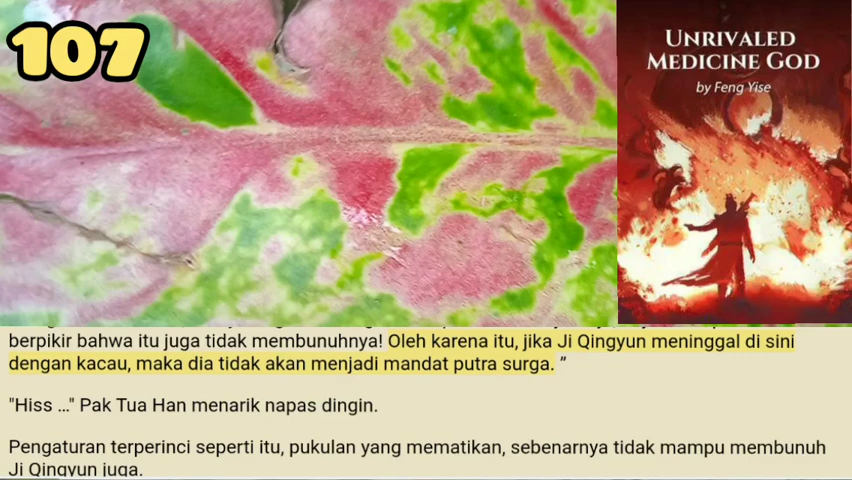 107
UNRIVALED
MEDICINE GOD
by Feng Yise
berpikir bahwa itu juga tidak membunuhnya! Oleh karena itu, jika Ji Qingyun meninggal di sini
dengan kacau, maka dia tidak akan menjadi mandat putra surga. ”
"Hiss ..." Pak Tua Han menarik napas dingin.
Pengaturan terperinci seperti itu, pukulan yang mematikan, sebenarnya tidak mampu membunuh
Ji Qingyun juga.